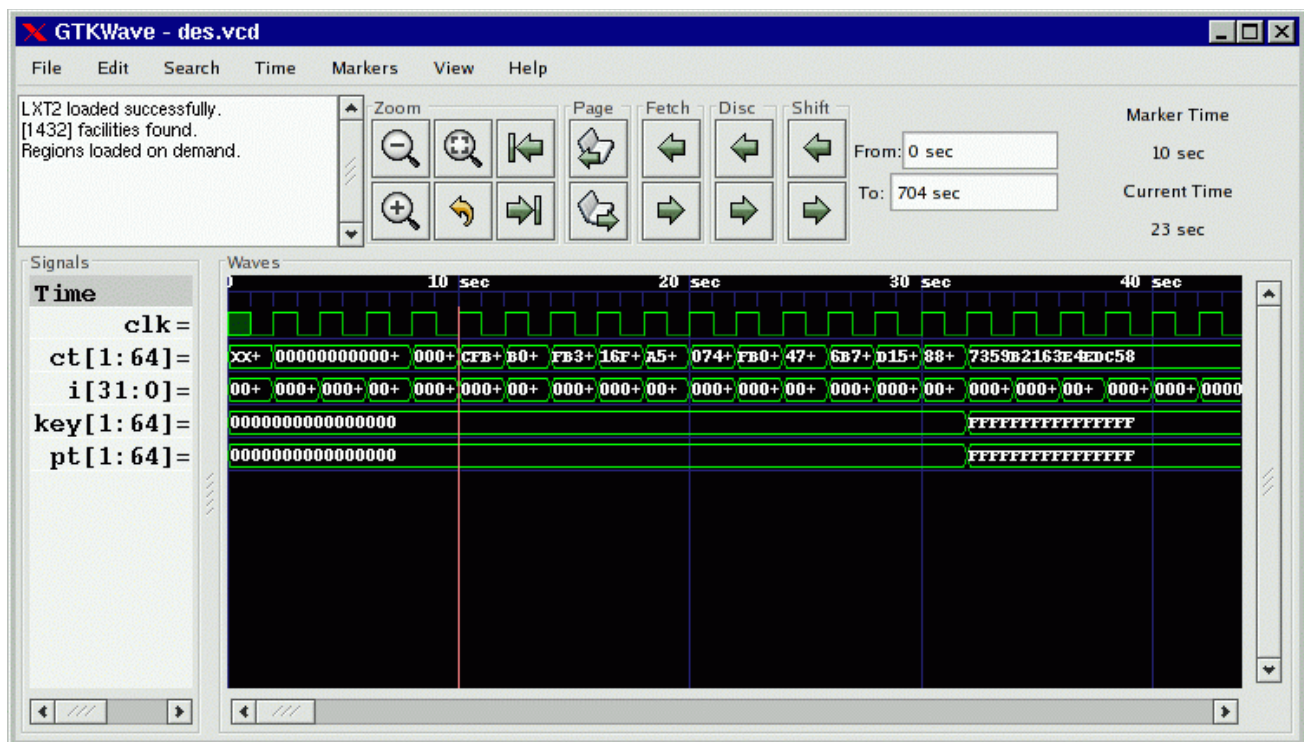 GTKWave - des.vcd
File Edit Search Time Markers View Help
LXT2 loaded successfully.
[1432] facilities found.
Regions loaded on demand.
Zoom Page Fetch Disc Shift
From: 0 sec
To: 704 sec
Marker Time
10 sec
Current Time
23 sec
Signals
Waves
Time
0 10 sec 20 sec 30 sec 40 sec
clk=
ct[1:64]= xx+ 00000000000+ 000+ CFB+ B0+ FB3+ 16F+ A5+ 074+ FB0+ 47+ 6B7+ D15+ 88+ 7359B2163E4EDC58
i[31:0]= 00+ 000+ 000+ 00+ 000+ 000+ 00+ 000+ 000+ 00+ 000+ 000+ 00+ 000+ 000+ 00+ 000+ 000+ 00+ 000+ 000+ 0000
key[1:64]= 0000000000000000 FFFFFFFFFFFFFFFF
pt[1:64]= 0000000000000000 FFFFFFFFFFFFFFFF